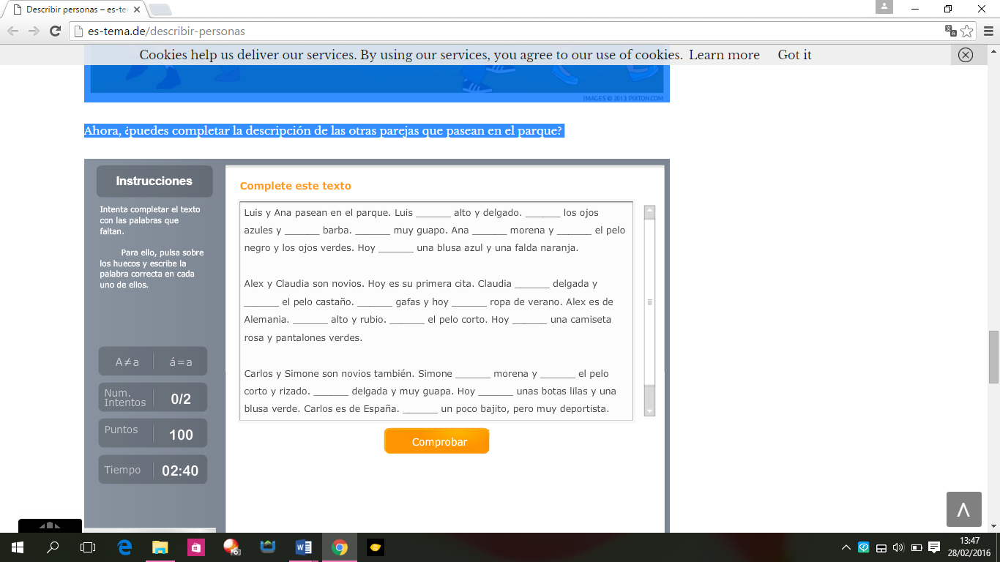 Describir personas – es-te
es-tema.de/describir-personas
Cookies help us deliver our services. By using our services, you agree to our use of cookies. Learn more Got it
IMAGES © 2013 PIXTON.COM
Ahora, ¿puedes completar la descripción de las otras parejas que pasean en el parque?
Instrucciones
Intenta completar el texto
con las palabras que
faltan.
Para ello, pulsa sobre
los huecos y escribe la
palabra correcta en cada
uno de ellos.
A≠a á=a
Num.
Intentos 0/2
Puntos 100
Tiempo 02:40
Complete este texto
Luis y Ana pasean en el parque. Luis ______ alto y delgado. ______ los ojos
azules y ______ barba. ______ muy guapo. Ana ______ morena y ______ el pelo
negro y los ojos verdes. Hoy ______ una blusa azul y una falda naranja.
Alex y Claudia son novios. Hoy es su primera cita. Claudia ______ delgada y
______ el pelo castaño. ______ gafas y hoy ______ ropa de verano. Alex es de
Alemania. ______ alto y rubio. ______ el pelo corto. Hoy ______ una camiseta
rosa y pantalones verdes.
Carlos y Simone son novios también. Simone ______ morena y ______ el pelo
corto y rizado. ______ delgada y muy guapa. Hoy ______ unas botas lilas y una
blusa verde. Carlos es de España. ______ un poco bajito, pero muy deportista.
Comprobar
13:47
28/02/2016